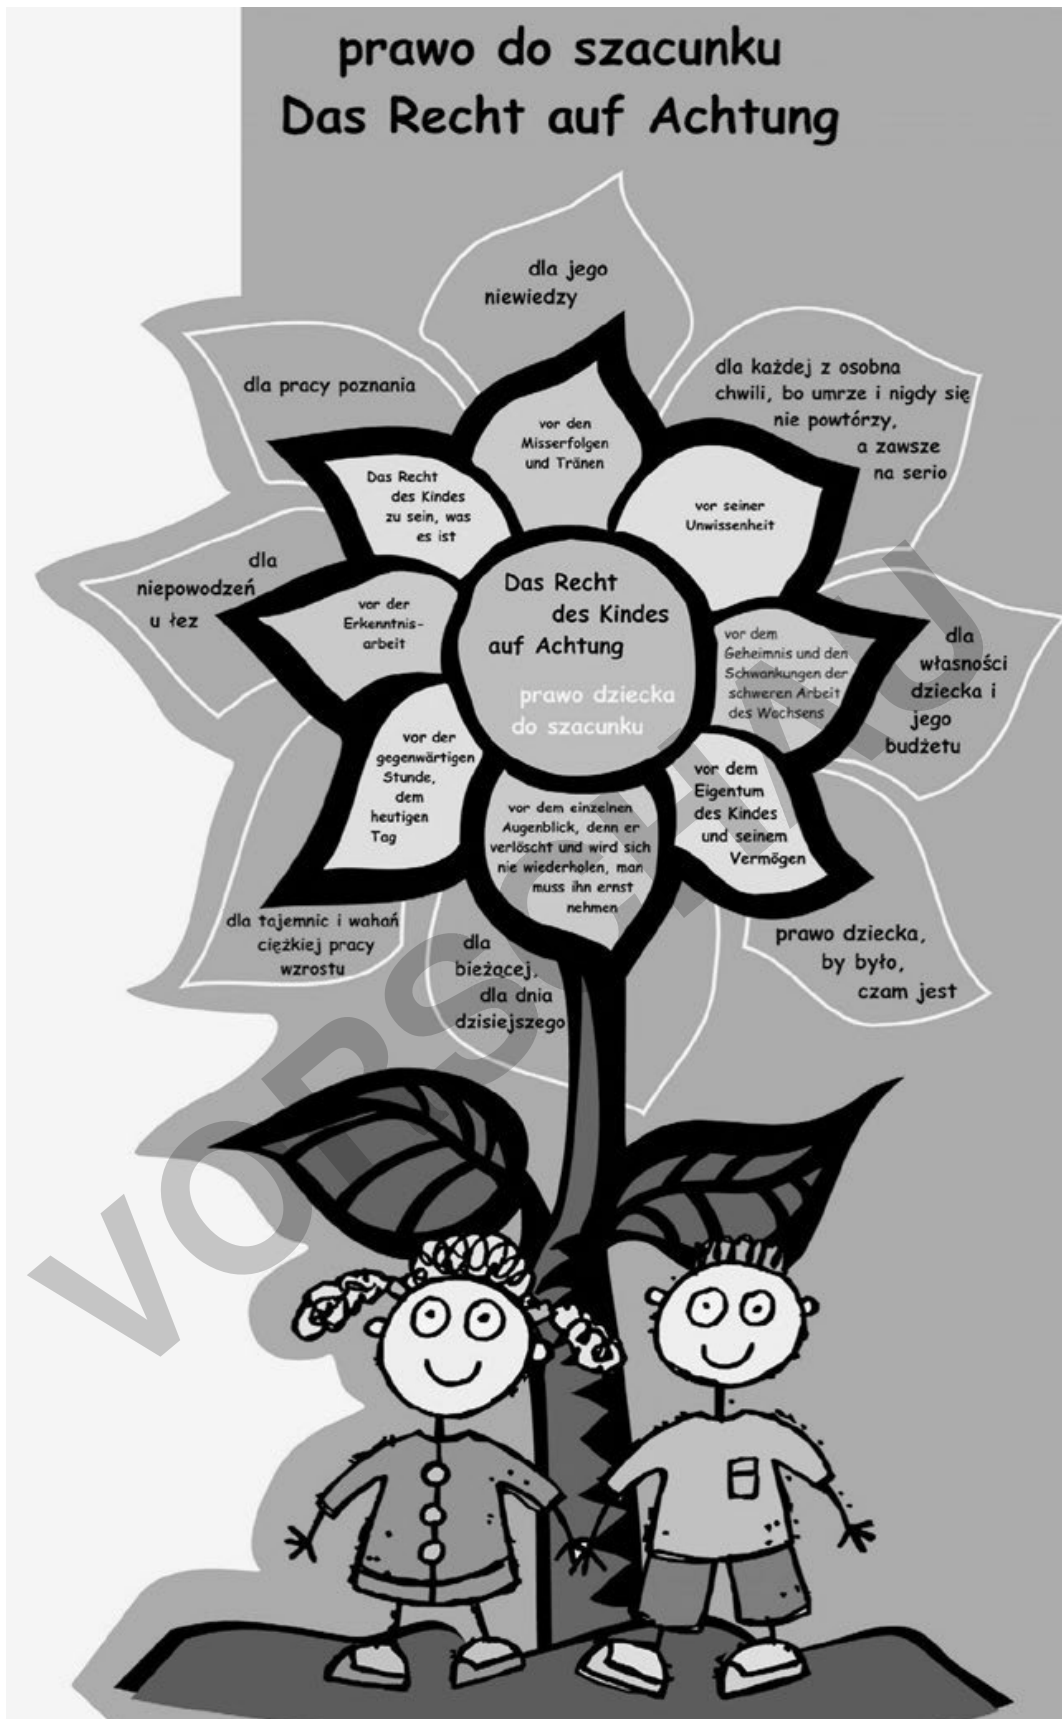 prawo do szacunku
Das Recht auf Achtung
dla jego
niewiedzy
dla pracy poznania
dla każdej z osobna
chwili, bo umrze i nigdy się
nie powtórzy,
a zawsze
na serio
dla
niepowodzeń
u łez
dla
własności
dziecka i
jego
budżetu
dla tajemnic i wahań
ciężkiej pracy
wzrostu
dla
bieżącej,
dla dnia
dzisiejszego
prawo dziecka,
by było,
czam jest
vor den
Misserfolgen
und Tränen
Das Recht
des Kindes
zu sein, was
es ist
vor seiner
Unwissenheit
vor der
Erkenntnis-
arbeit
Das Recht
des Kindes
auf Achtung
prawo dziecka
do szacunku
vor dem
Geheimnis und den
Schwankungen der
schweren Arbeit
des Wachsens
vor der
gegenwärtigen
Stunde,
dem
heutigen
Tag
vor dem einzelnen
Augenblick, denn er
verlöscht und wird sich
nie wiederholen, man
muss ihn ernst
nehmen
vor dem
Eigentum
des Kindes
und seinem
Vermögen
VORSCHAU